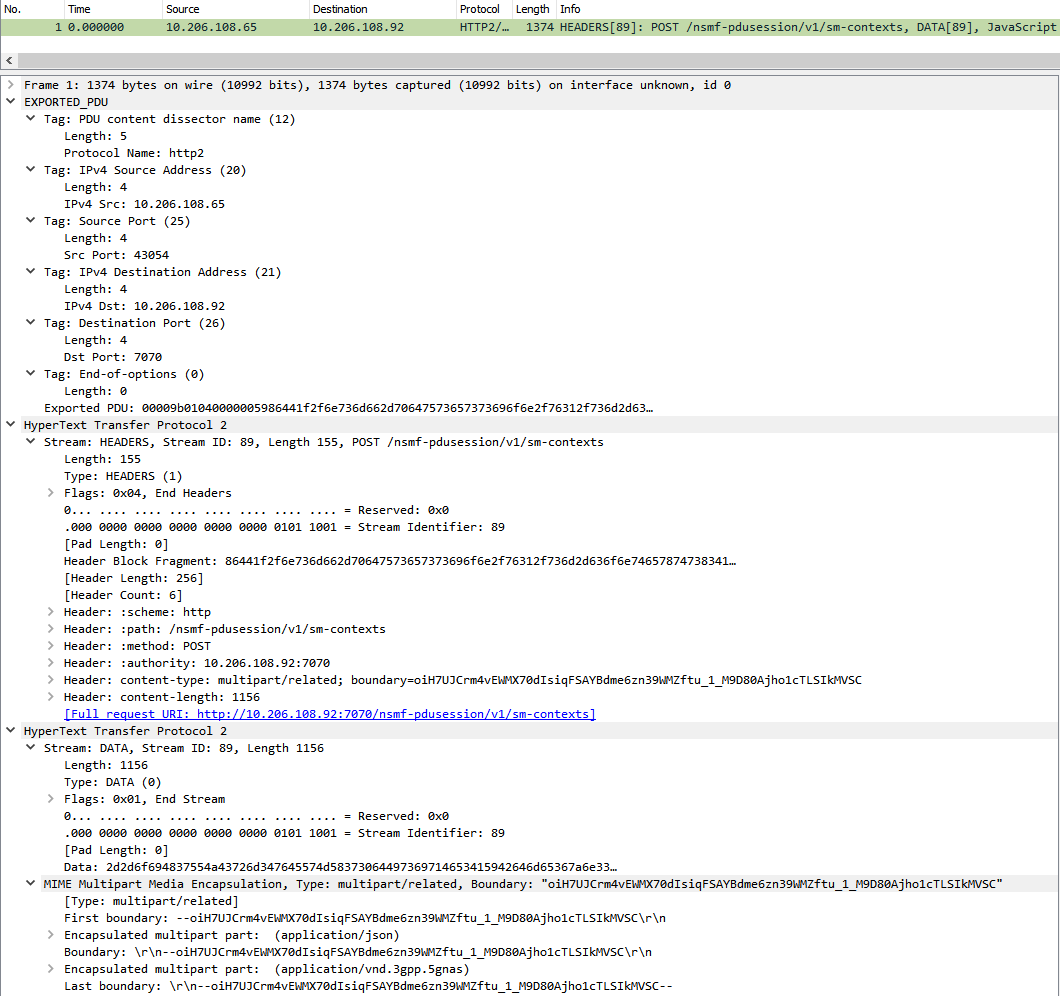 No. Time Source Destination Protocol Length Info
1 0.000000 10.206.108.65 10.206.108.92 HTTP2/… 1374 HEADERS[89]: POST /nsmf-pdusession/v1/sm-contexts, DATA[89], JavaScript
Frame 1: 1374 bytes on wire (10992 bits), 1374 bytes captured (10992 bits) on interface unknown, id 0
EXPORTED_PDU
Tag: PDU content dissector name (12)
Length: 5
Protocol Name: http2
Tag: IPv4 Source Address (20)
Length: 4
IPv4 Src: 10.206.108.65
Tag: Source Port (25)
Length: 4
Src Port: 43054
Tag: IPv4 Destination Address (21)
Length: 4
IPv4 Dst: 10.206.108.92
Tag: Destination Port (26)
Length: 4
Dst Port: 7070
Tag: End-of-options (0)
Length: 0
Exported PDU: 00009b01040000005986441f2f6e736d662d70647573657373696f6e2f76312f736d2d63…
HyperText Transfer Protocol 2
Stream: HEADERS, Stream ID: 89, Length 155, POST /nsmf-pdusession/v1/sm-contexts
Length: 155
Type: HEADERS (1)
Flags: 0x04, End Headers
0... .... .... .... .... .... .... .... = Reserved: 0x0
.000 0000 0000 0000 0000 0000 0101 1001 = Stream Identifier: 89
[Pad Length: 0]
Header Block Fragment: 86441f2f6e736d662d70647573657373696f6e2f76312f736d2d636f6e74657874738341…
[Header Length: 256]
[Header Count: 6]
Header: :scheme: http
Header: :path: /nsmf-pdusession/v1/sm-contexts
Header: :method: POST
Header: :authority: 10.206.108.92:7070
Header: content-type: multipart/related; boundary=oiH7UJCrm4vEWMX70dIsiqFSAYBdme6zn39WMZftu_1_M9D80Ajho1cTLSIkMVSC
Header: content-length: 1156
[Full request URI: http://10.206.108.92:7070/nsmf-pdusession/v1/sm-contexts]
HyperText Transfer Protocol 2
Stream: DATA, Stream ID: 89, Length 1156
Length: 1156
Type: DATA (0)
Flags: 0x01, End Stream
0... .... .... .... .... .... .... .... = Reserved: 0x0
.000 0000 0000 0000 0000 0000 0101 1001 = Stream Identifier: 89
[Pad Length: 0]
Data: 2d2d6f694837554a43726d347645574d58373064497369714653415942646d65367a6e33…
MIME Multipart Media Encapsulation, Type: multipart/related, Boundary: "oiH7UJCrm4vEWMX70dIsiqFSAYBdme6zn39WMZftu_1_M9D80Ajho1cTLSIkMVSC"
[Type: multipart/related]
First boundary: --oiH7UJCrm4vEWMX70dIsiqFSAYBdme6zn39WMZftu_1_M9D80Ajho1cTLSIkMVSC\r\n
Encapsulated multipart part:  (application/json)
Boundary: \r\n--oiH7UJCrm4vEWMX70dIsiqFSAYBdme6zn39WMZftu_1_M9D80Ajho1cTLSIkMVSC\r\n
Encapsulated multipart part:  (application/vnd.3gpp.5gnas)
Last boundary: \r\n--oiH7UJCrm4vEWMX70dIsiqFSAYBdme6zn39WMZftu_1_M9D80Ajho1cTLSIkMVSC--